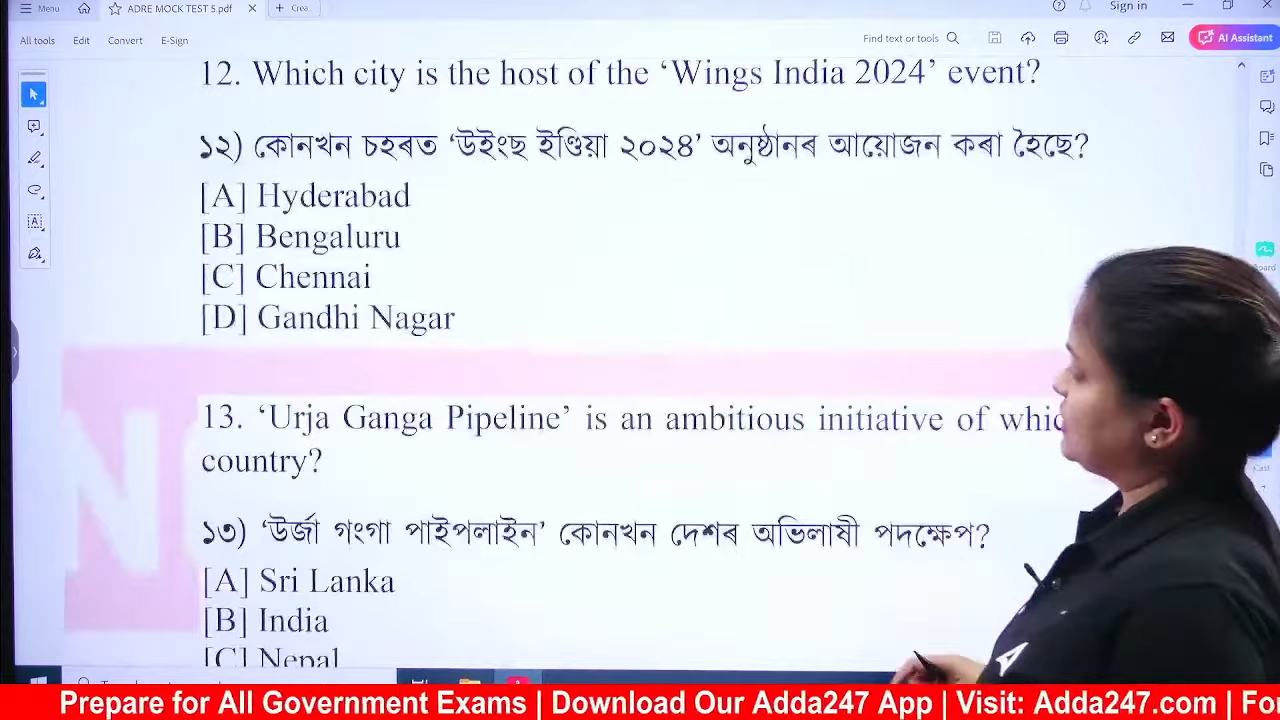 Menu
ADRE MOCK TEST 5.pdf
+ Crea
Sign in
All tools Edit Convert E-Sign
Find text or tools
AI Assistant
12. Which city is the host of the ‘Wings India 2024’ event?
১২) কোনখন চহৰত ‘উইংছ ইণ্ডিয়া ২০২৪’ অনুষ্ঠানৰ আয়োজন কৰা হৈছে?
[A] Hyderabad
[B] Bengaluru
[C] Chennai
[D] Gandhi Nagar
13. ‘Urja Ganga Pipeline’ is an ambitious initiative of whic
country?
১৩) ‘উৰ্জা গংগা পাইপলাইন’ কোনখন দেশৰ অভিলাষী পদক্ষেপ?
[A] Sri Lanka
[B] India
[C] Nepal
Prepare for All Government Exams | Download Our Adda247 App | Visit: Adda247.com | Fo